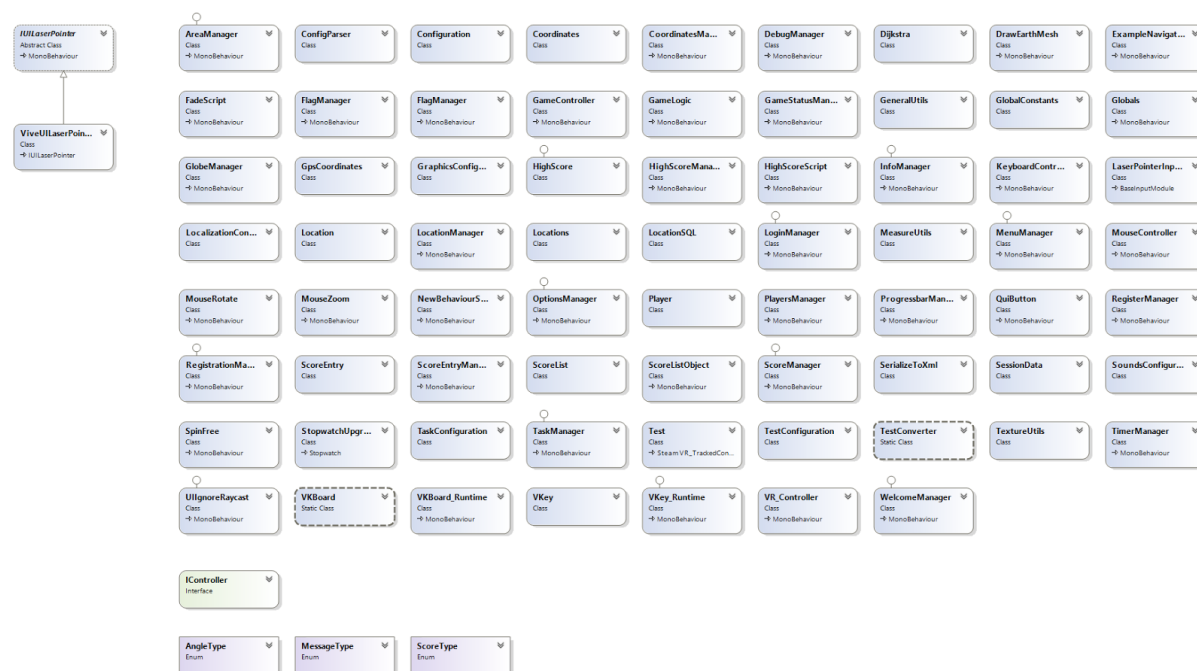 IUILaserPointer
Abstract Class
MonoBehaviour
ViveUILaserPoin...
Class
IUILaserPointer
AreaManager
Class
MonoBehaviour
ConfigParser
Class
Configuration
Class
MonoBehaviour
Coordinates
Class
CoordinatesMa...
Class
MonoBehaviour
DebugManager
Class
MonoBehaviour
Dijkstra
Class
DrawEarthMesh
Class
MonoBehaviour
ExampleNavigat...
Class
MonoBehaviour
FadeScript
Class
MonoBehaviour
FlagManager
Class
MonoBehaviour
FlagManager
Class
MonoBehaviour
GameController
Class
MonoBehaviour
GameLogic
Class
MonoBehaviour
GameStatusMan...
Class
MonoBehaviour
GeneralUtils
Class
GlobalConstants
Class
Globals
Class
MonoBehaviour
GlobeManager
Class
MonoBehaviour
GpsCoordinates
Class
GraphicsConfig...
Class
HighScore
Class
HighScoreMana...
Class
MonoBehaviour
HighScoreScript
Class
MonoBehaviour
InfoManager
Class
MonoBehaviour
KeyboardContr...
Class
MonoBehaviour
LaserPointerInp...
Class
BaseInputModule
LocalizationCon...
Class
Location
Class
LocationManager
Class
MonoBehaviour
Locations
Class
LocationSQL
Class
LoginManager
Class
MonoBehaviour
MeasureUtils
Class
MenuManager
Class
MonoBehaviour
MouseController
Class
MonoBehaviour
MouseRotate
Class
MonoBehaviour
MouseZoom
Class
MonoBehaviour
NewBehaviourS...
Class
MonoBehaviour
OptionsManager
Class
MonoBehaviour
Player
Class
PlayersManager
Class
MonoBehaviour
ProgressbarMan...
Class
MonoBehaviour
QuiButton
Class
MonoBehaviour
RegisterManager
Class
MonoBehaviour
RegistrationMa...
Class
MonoBehaviour
ScoreEntry
Class
ScoreEntryMan...
Class
MonoBehaviour
ScoreList
Class
ScoreListObject
Class
MonoBehaviour
ScoreManager
Class
MonoBehaviour
SerializeToXml
Class
SessionData
Class
SoundsConfigur...
Class
SpinFree
Class
MonoBehaviour
StopwatchUpgr...
Class
Stopwatch
TaskConfiguration
Class
TaskManager
Class
MonoBehaviour
Test
Class
SteamVR_TrackedCon...
TestConfiguration
Class
TestConverter
Static Class
TextureUtils
Class
TimerManager
Class
MonoBehaviour
UIIgnoreRaycast
Class
MonoBehaviour
VKBoard
Static Class
VKBoard_Runtime
Class
MonoBehaviour
VKey
Class
VKey_Runtime
Class
MonoBehaviour
VR_Controller
Class
MonoBehaviour
WelcomeManager
Class
MonoBehaviour
IController
Interface
AngleType
Enum
MessageType
Enum
ScoreType
Enum